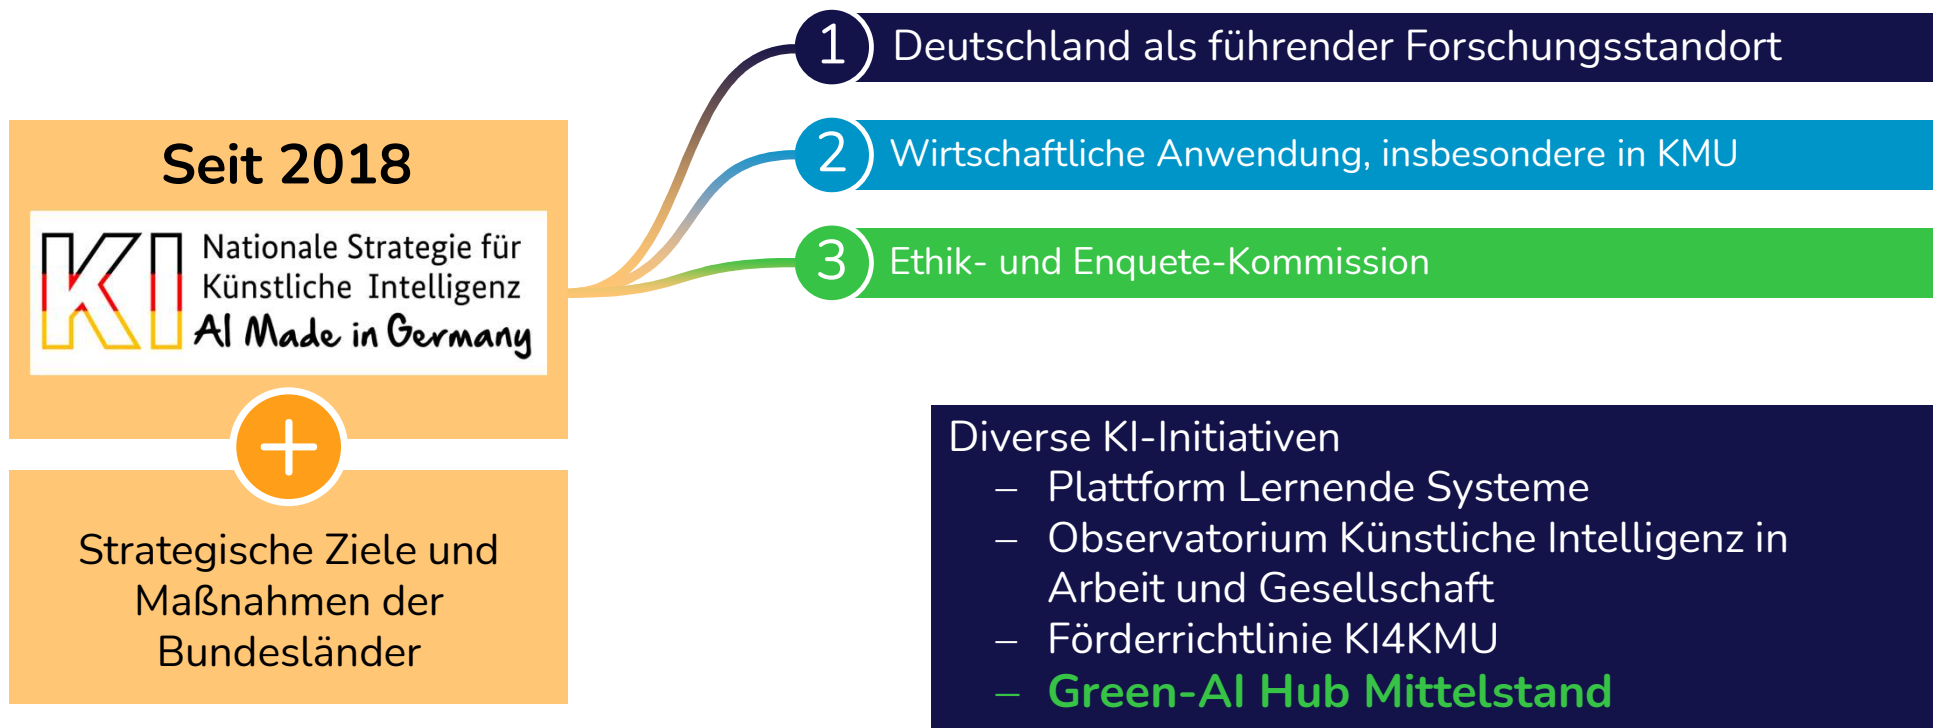 Seit 2018
KI
Nationale Strategie für
Künstliche Intelligenz
AI Made in Germany
+
Strategische Ziele und
Maßnahmen der
Bundesländer
1 Deutschland als führender Forschungsstandort
2 Wirtschaftliche Anwendung, insbesondere in KMU
3 Ethik- und Enquete-Kommission
Diverse KI-Initiativen
– Plattform Lernende Systeme
– Observatorium Künstliche Intelligenz in
Arbeit und Gesellschaft
– Förderrichtlinie KI4KMU
– Green-AI Hub Mittelstand